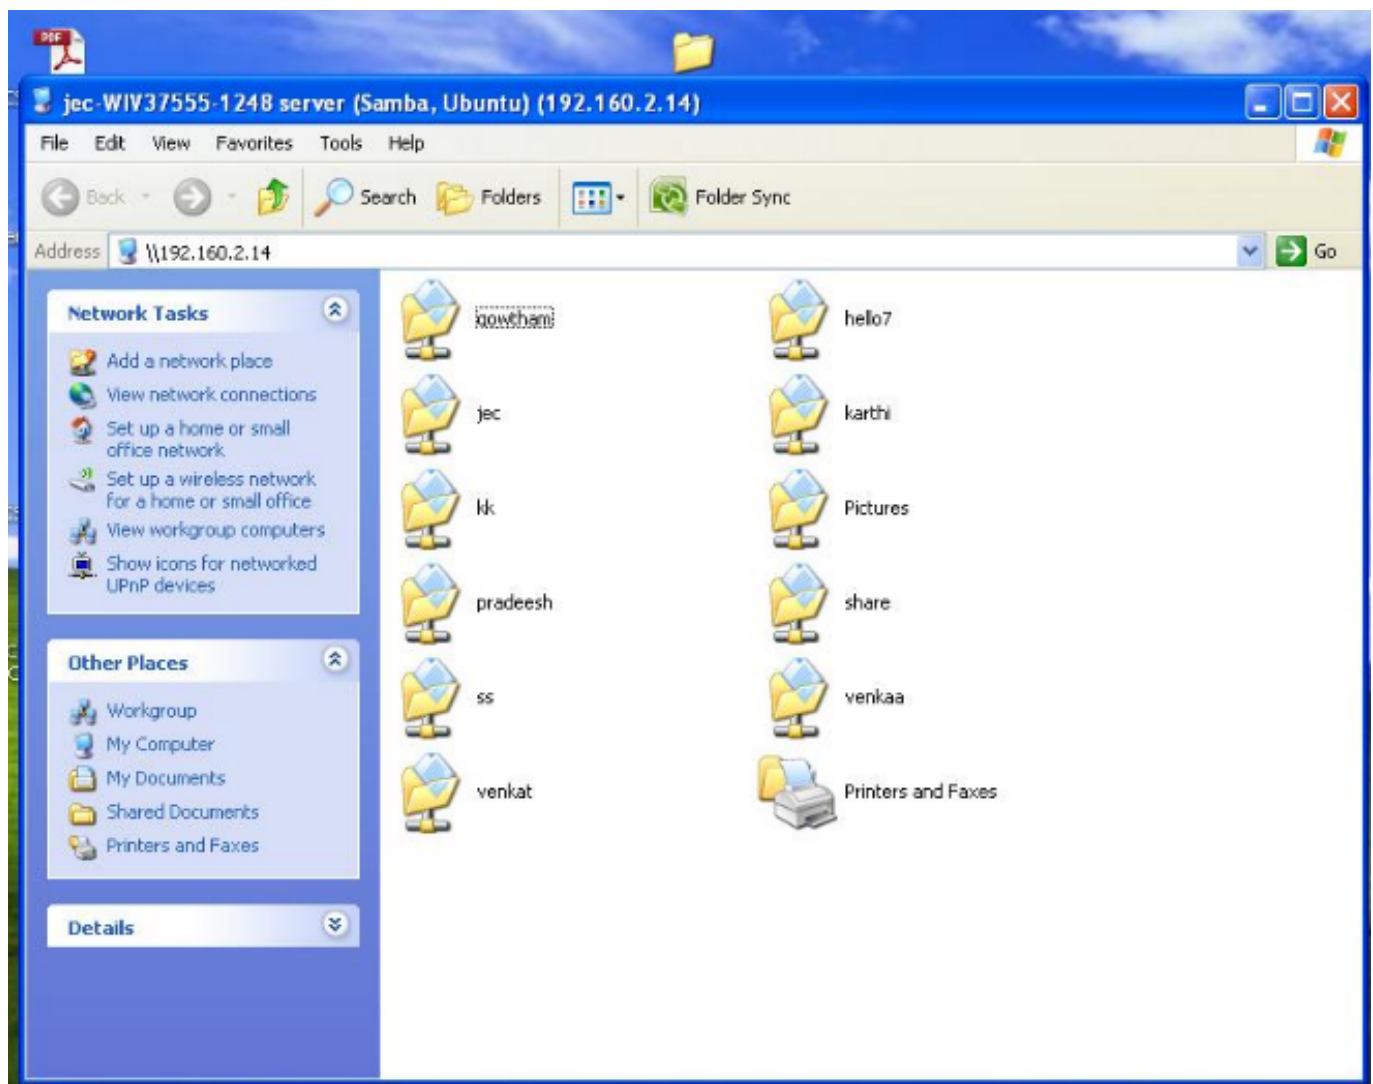 PDF
jec-WIV37555-1248 server (Samba, Ubuntu) (192.160.2.14)
File Edit View Favorites Tools Help
Back Search Folders Folder Sync
Address \\192.160.2.14 Go
Network Tasks
Add a network place
View network connections
Set up a home or small
office network
Set up a wireless network
for a home or small office
View workgroup computers
Show icons for networked
UPnP devices
Other Places
Workgroup
My Computer
My Documents
Shared Documents
Printers and Faxes
Details
gowtham hello7
jec karthi
kk Pictures
pradeesh share
ss venkaa
venkat Printers and Faxes